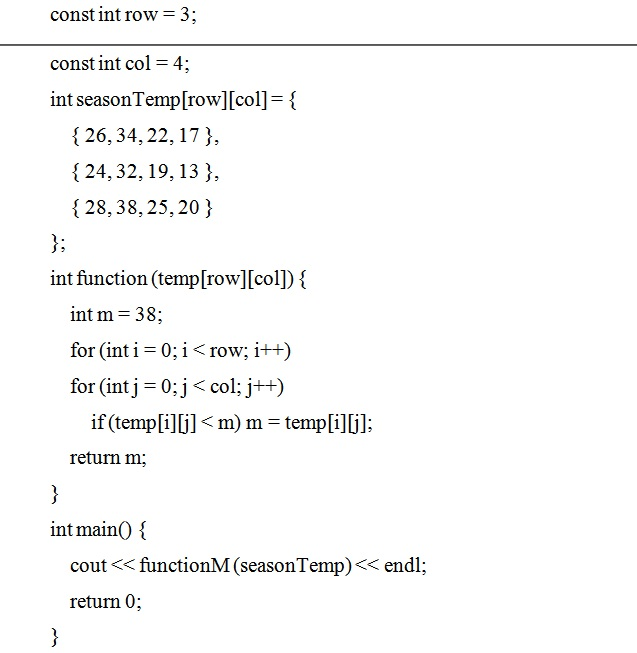 const int row = 3;
const int col = 4;
int seasonTemp[row][col] = {
{ 26, 34, 22, 17 },
{ 24, 32, 19, 13 },
{ 28, 38, 25, 20 }
};
int function (temp[row][col]) {
int m = 38;
for (int i = 0; i < row; i++)
for (int j = 0; j < col; j++)
if (temp[i][j] < m) m = temp[i][j];
return m;
}
int main() {
cout << functionM (seasonTemp) << endl;
return 0;
}